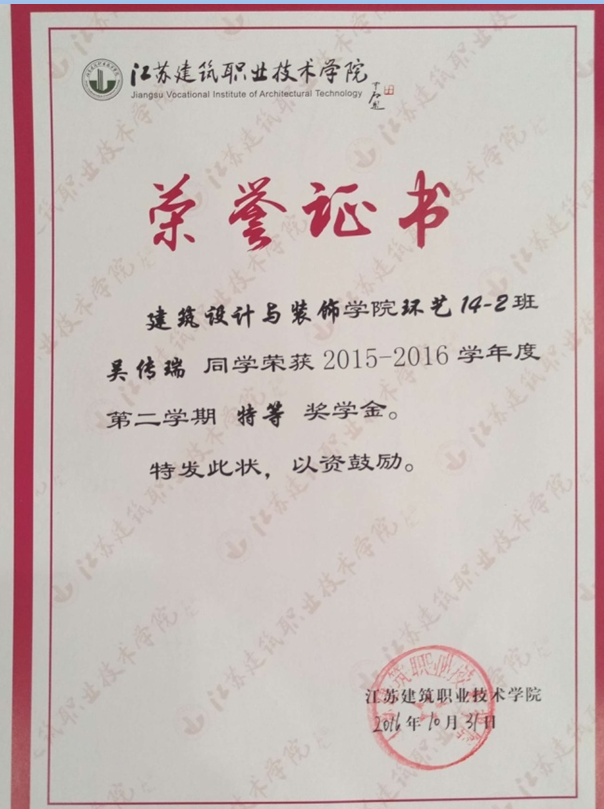 江苏建筑职业技术学院
Jiangsu Vocational Institute of Architectural Technology
荣誉证书
建筑设计与装饰学院环艺14-2班
吴传瑞 同学荣获 2015-2016 学年度
第二学期 特等 奖学金。
特发此状，以资鼓励。
江苏建筑职业技术学院
2016年10月31日